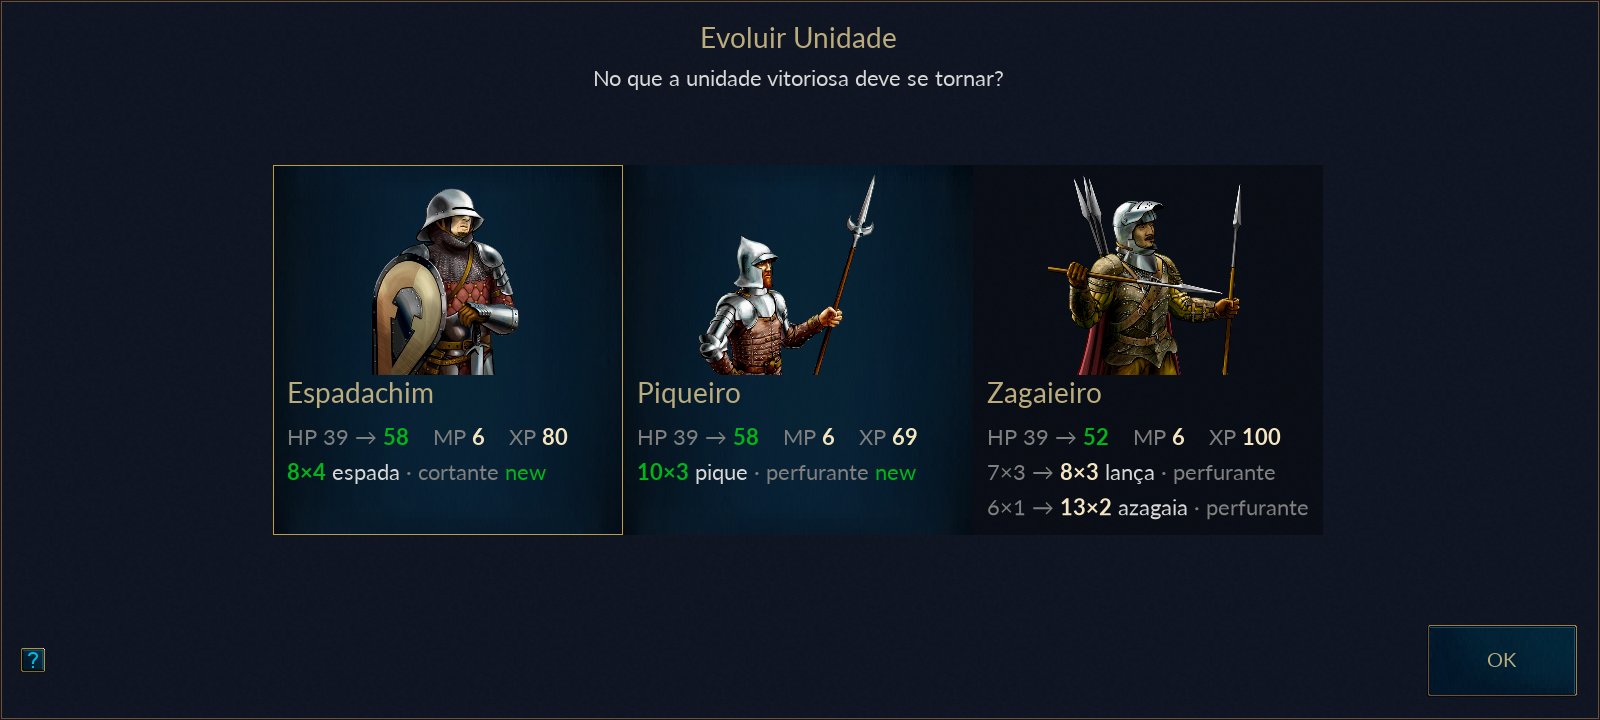 Evoluir Unidade
No que a unidade vitoriosa deve se tornar?
Espadachim
HP 39 → 58 MP 6 XP 80
8×4 espada · cortante new
Piqueiro
HP 39 → 58 MP 6 XP 69
10×3 pique · perfurante new
Zagaieiro
HP 39 → 52 MP 6 XP 100
7×3 → 8×3 lança · perfurante
6×1 → 13×2 azagaia · perfurante
?
OK